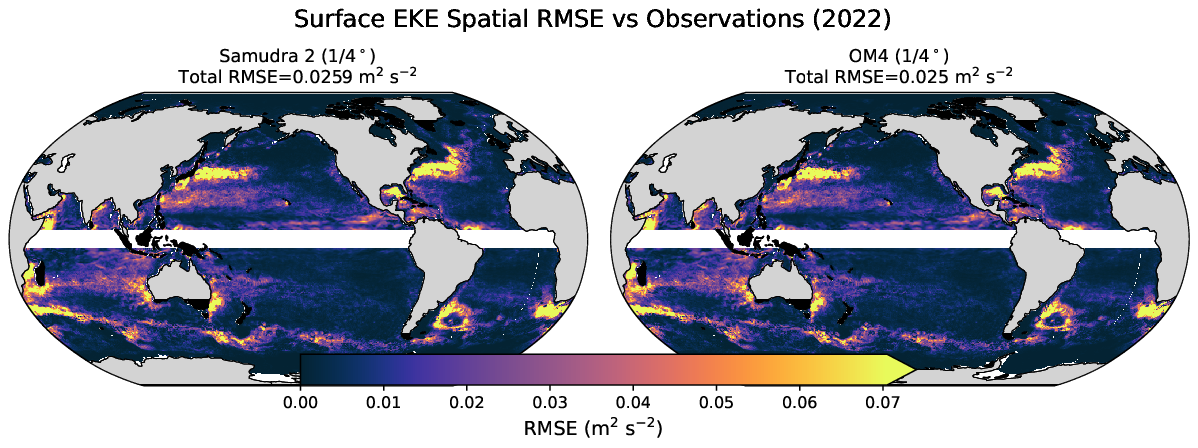 Surface EKE Spatial RMSE vs Observations (2022)
Samudra 2 (1/4°)
Total RMSE=0.0259 m² s⁻²
OM4 (1/4°)
Total RMSE=0.025 m² s⁻²
0.00 0.01 0.02 0.03 0.04 0.05 0.06 0.07
RMSE (m² s⁻²)